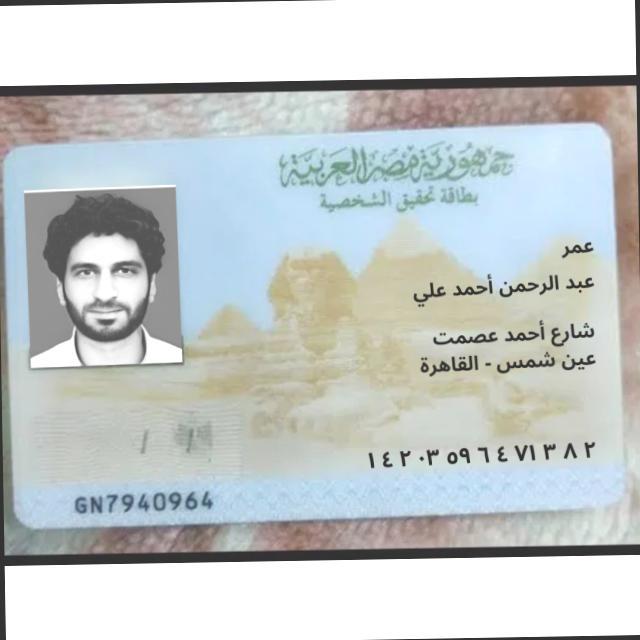 جمهورية مصر العربية
بطاقة تحقيق الشخصية
عمر
عبد الرحمن أحمد علي
شارع أحمد عصمت
عين شمس - القاهرة
١٤٢٠٣٥٩٦٤٧١٣٨٢
GN7940964